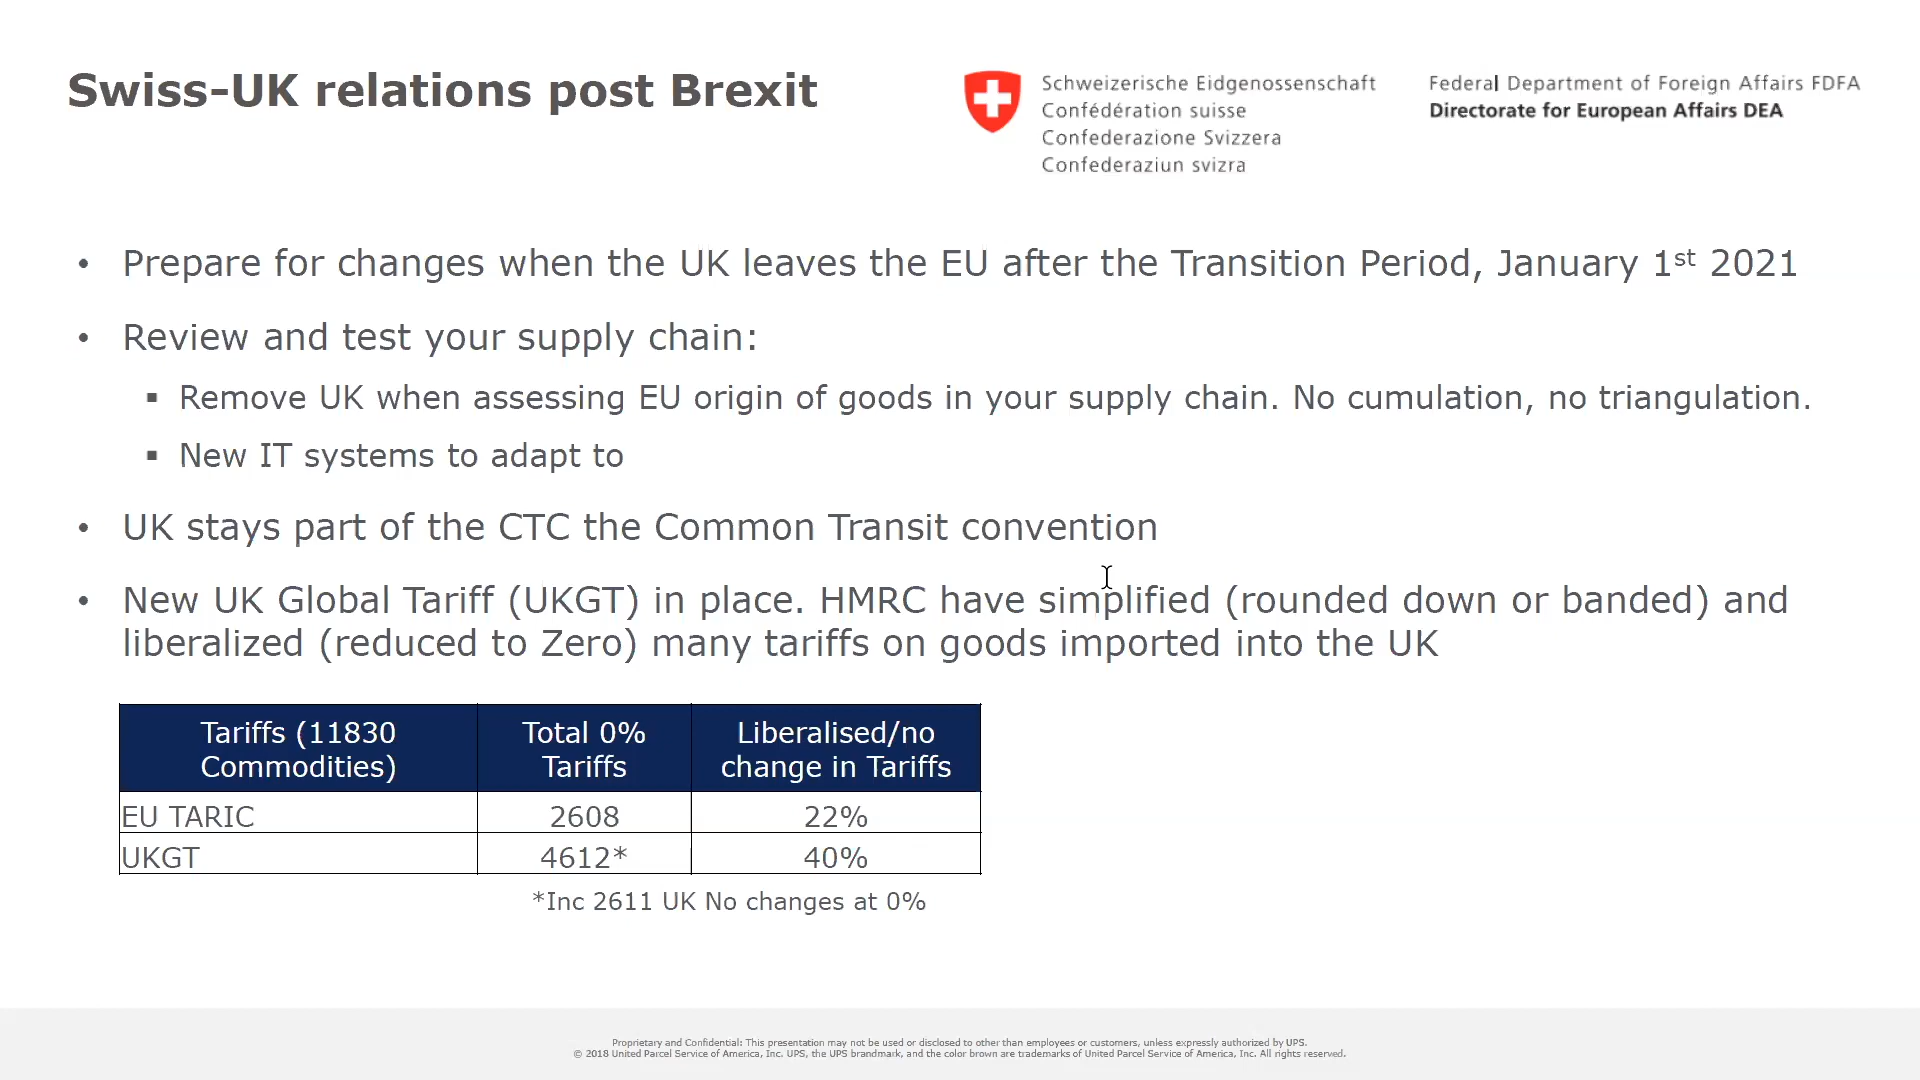 Swiss-UK relations post Brexit
Schweizerische Eidgenossenschaft
Confédération suisse
Confederazione Svizzera
Confederaziun svizra
Federal Department of Foreign Affairs FDFA
Directorate for European Affairs DEA
• Prepare for changes when the UK leaves the EU after the Transition Period, January 1st 2021
• Review and test your supply chain:
▪ Remove UK when assessing EU origin of goods in your supply chain. No cumulation, no triangulation.
▪ New IT systems to adapt to
• UK stays part of the CTC the Common Transit convention
• New UK Global Tariff (UKGT) in place. HMRC have simplified (rounded down or banded) and
liberalized (reduced to Zero) many tariffs on goods imported into the UK
Tariffs (11830
Commodities)
Total 0%
Tariffs
Liberalised/no
change in Tariffs
EU TARIC 2608 22%
UKGT 4612* 40%
*Inc 2611 UK No changes at 0%
Proprietary and Confidential: This presentation may not be used or disclosed to other than employees or customers, unless expressly authorized by UPS.
© 2018 United Parcel Service of America, Inc. UPS, the UPS brandmark, and the color brown are trademarks of United Parcel Service of America, Inc. All rights reserved.